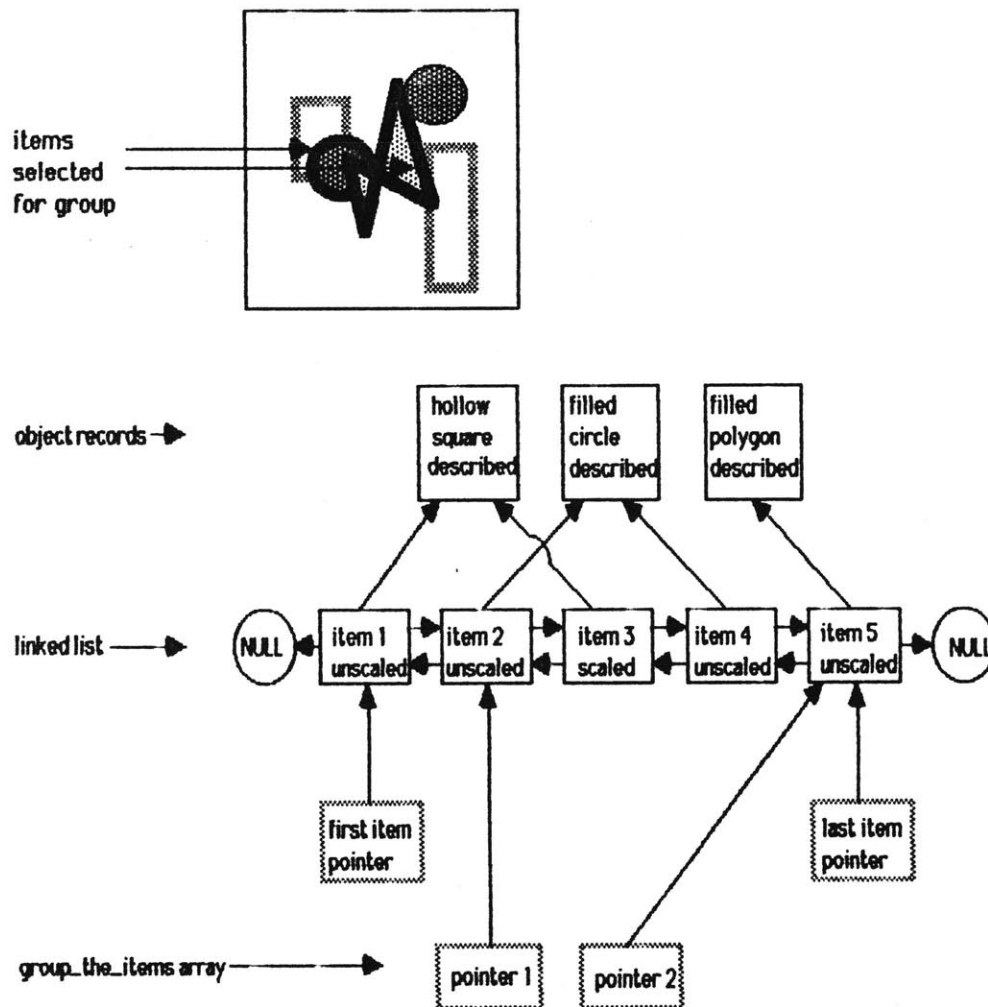 items
selected
for group
object records
hollow
square
described
filled
circle
described
filled
polygon
described
linked list
NULL
item 1
unscaled
item 2
unscaled
item 3
scaled
item 4
unscaled
item 5
unscaled
NULL
first item
pointer
last item
pointer
group_the_items array
pointer 1
pointer 2